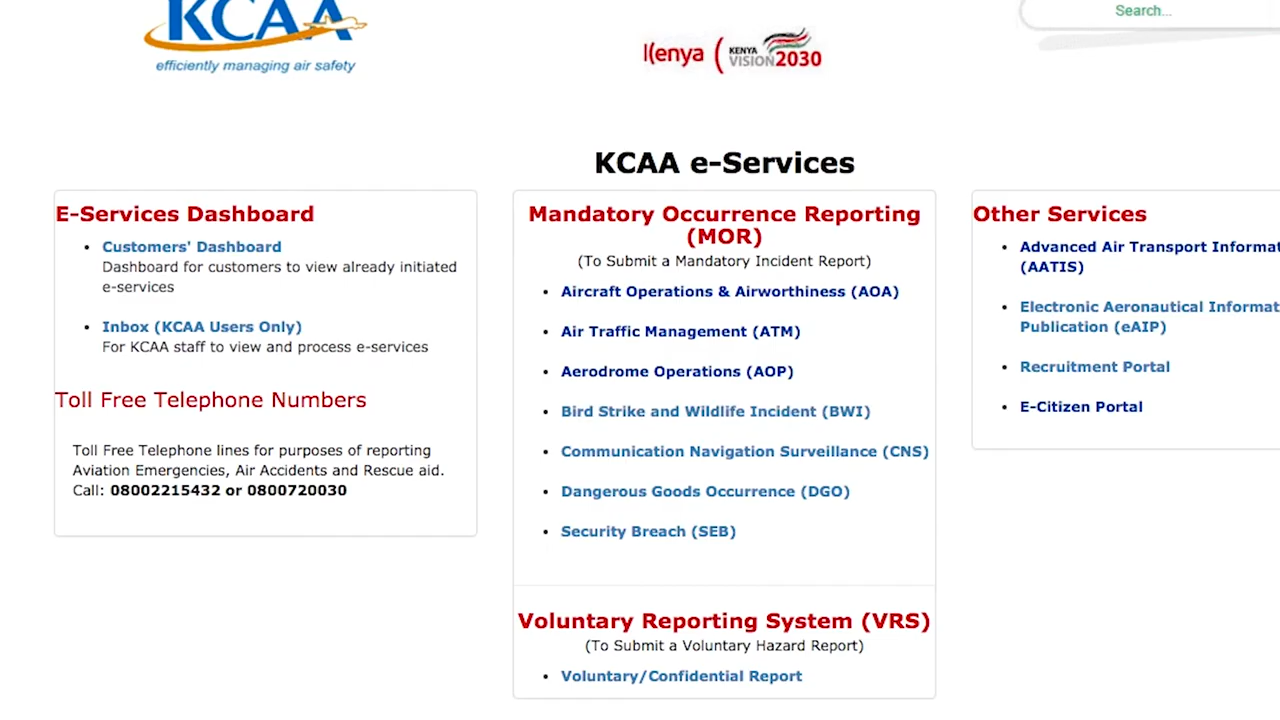 KCAA
efficiently managing air safety
Kenya
KENYA
VISION 2030
Search...
KCAA e-Services
E-Services Dashboard
Customers' Dashboard
Dashboard for customers to view already initiated
e-services
Inbox (KCAA Users Only)
For KCAA staff to view and process e-services
Toll Free Telephone Numbers
Toll Free Telephone lines for purposes of reporting
Aviation Emergencies, Air Accidents and Rescue aid.
Call: 08002215432 or 0800720030
Mandatory Occurrence Reporting
(MOR)
(To Submit a Mandatory Incident Report)
Aircraft Operations & Airworthiness (AOA)
Air Traffic Management (ATM)
Aerodrome Operations (AOP)
Bird Strike and Wildlife Incident (BWI)
Communication Navigation Surveillance (CNS)
Dangerous Goods Occurrence (DGO)
Security Breach (SEB)
Voluntary Reporting System (VRS)
(To Submit a Voluntary Hazard Report)
Voluntary/Confidential Report
Other Services
Advanced Air Transport Informat
(AATIS)
Electronic Aeronautical Informat
Publication (eAIP)
Recruitment Portal
E-Citizen Portal